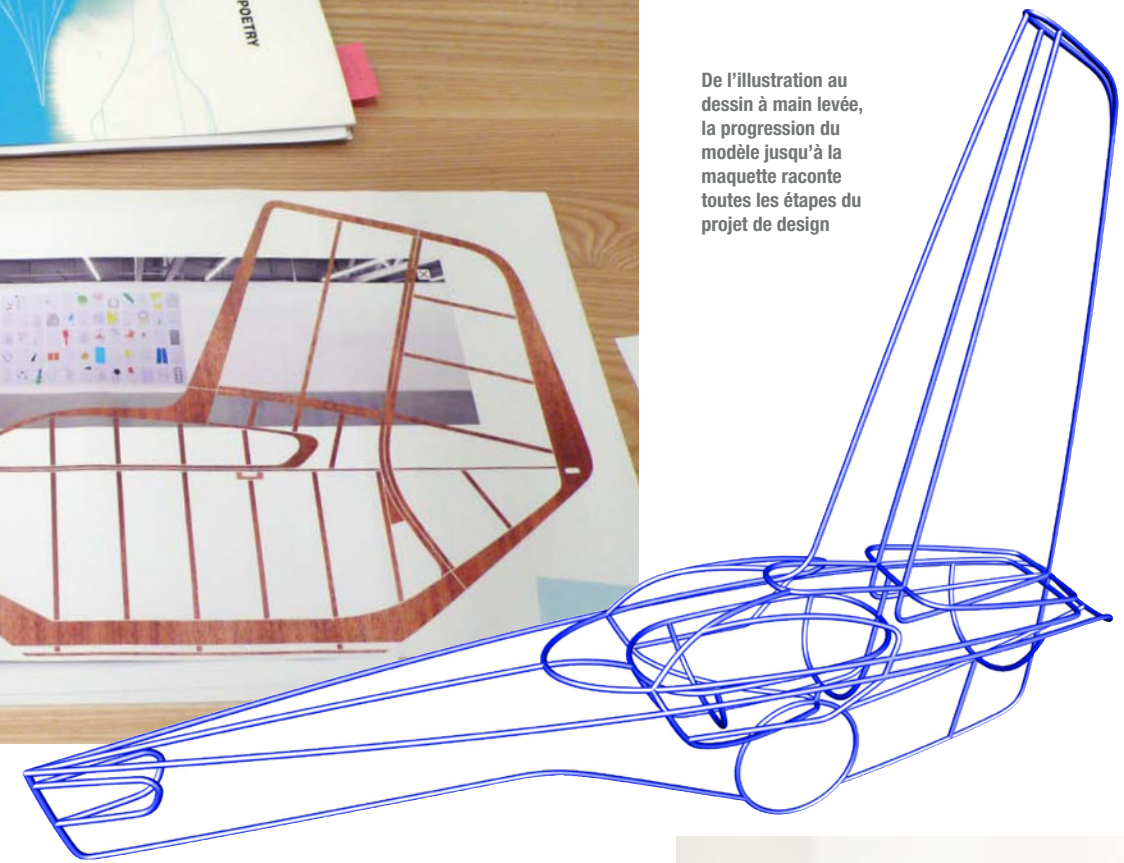 POETRY
De l'illustration au
dessin à main levée,
la progression du
modèle jusqu'à la
maquette raconte
toutes les étapes du
projet de design